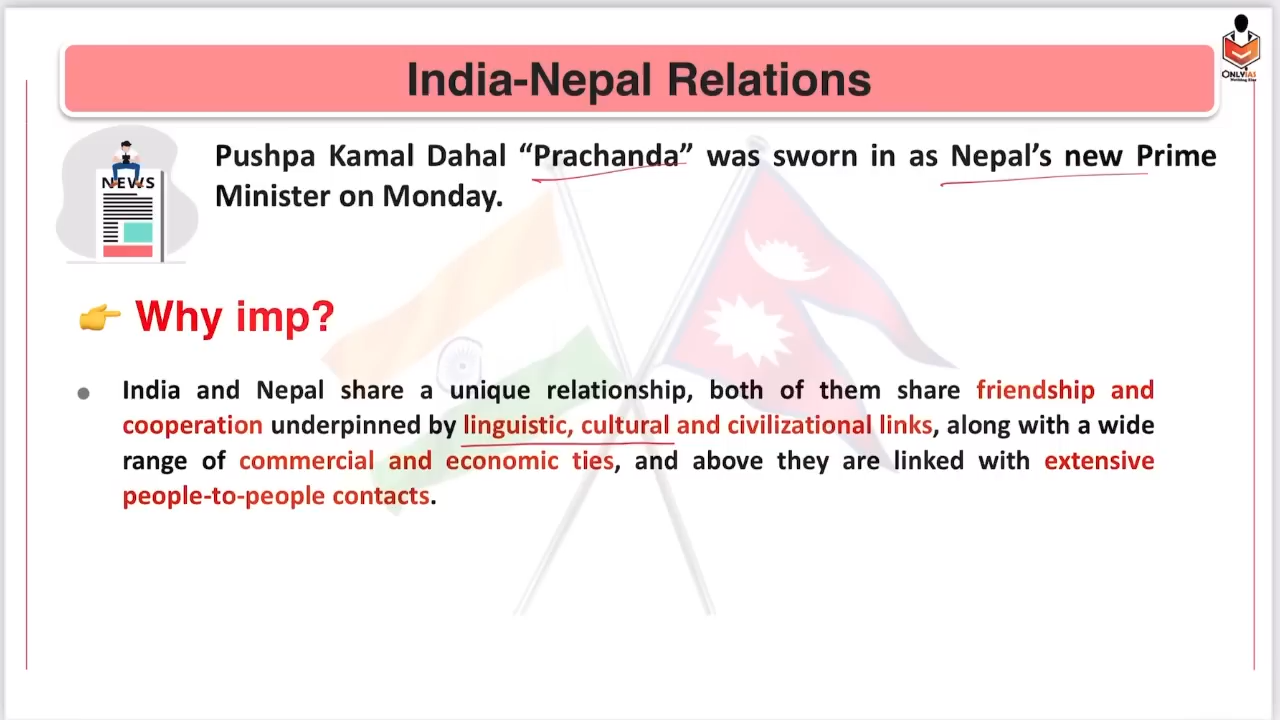 India-Nepal Relations
ONLYIAS
Nothing Else
NEWS
Pushpa Kamal Dahal “Prachanda” was sworn in as Nepal’s new Prime
Minister on Monday.
Why imp?
India and Nepal share a unique relationship, both of them share friendship and
cooperation underpinned by linguistic, cultural and civilizational links, along with a wide
range of commercial and economic ties, and above they are linked with extensive
people-to-people contacts.